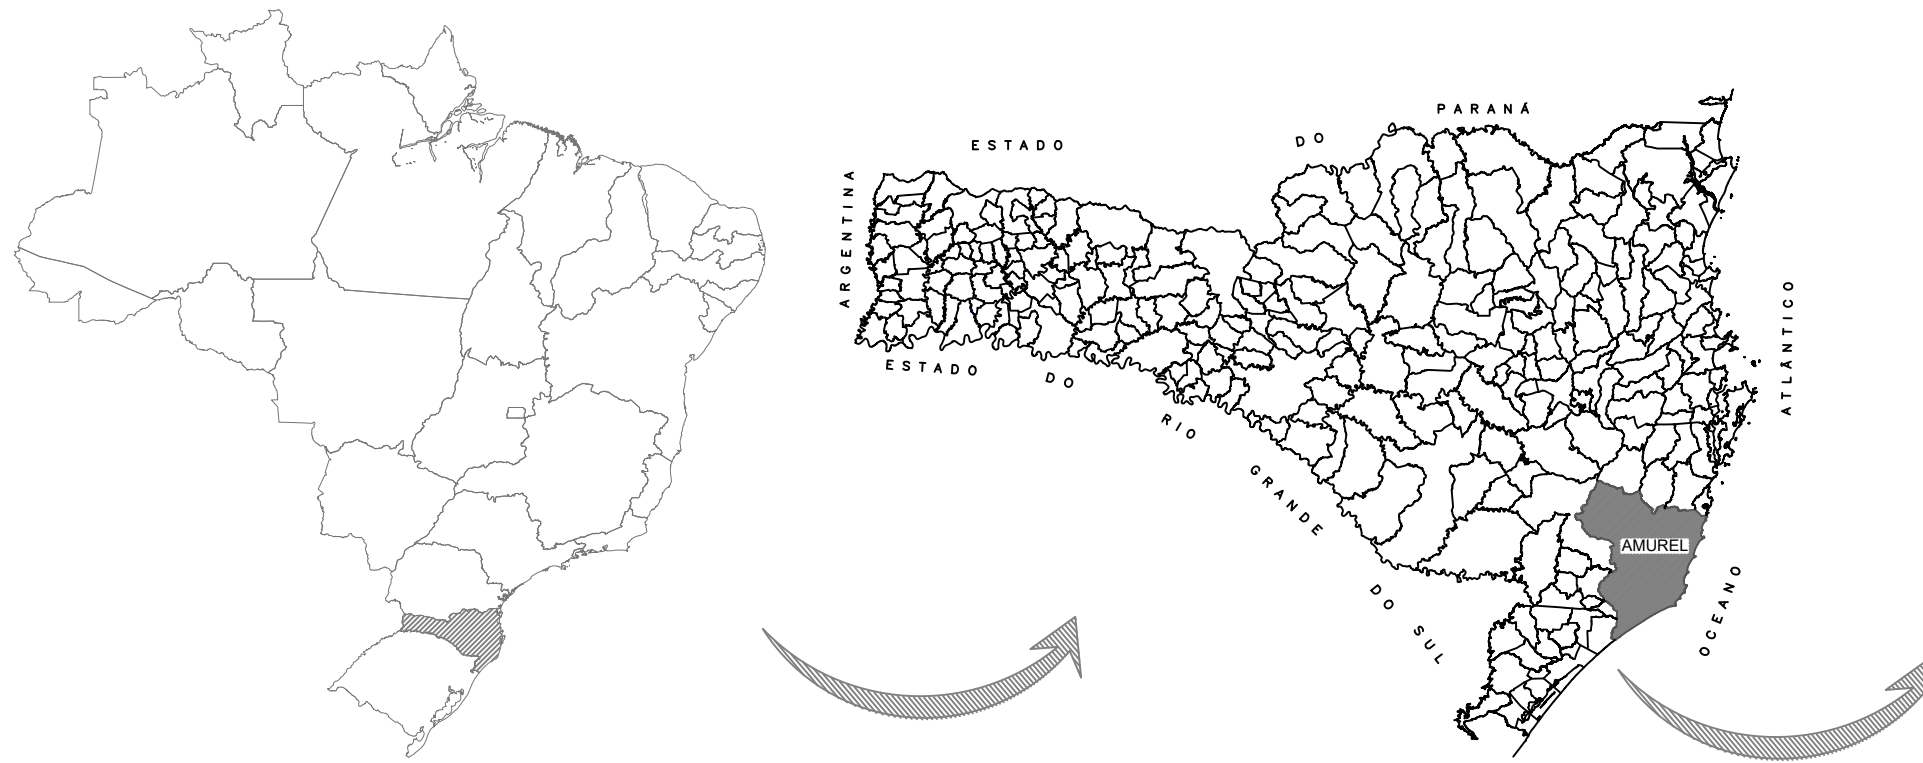 PARANÁ
DO
ESTADO
ARGENTINA
ATLÂNTICO
ESTADO
DO
RIO
GRANDE
DO
SUL
AMUREL
OCEANO